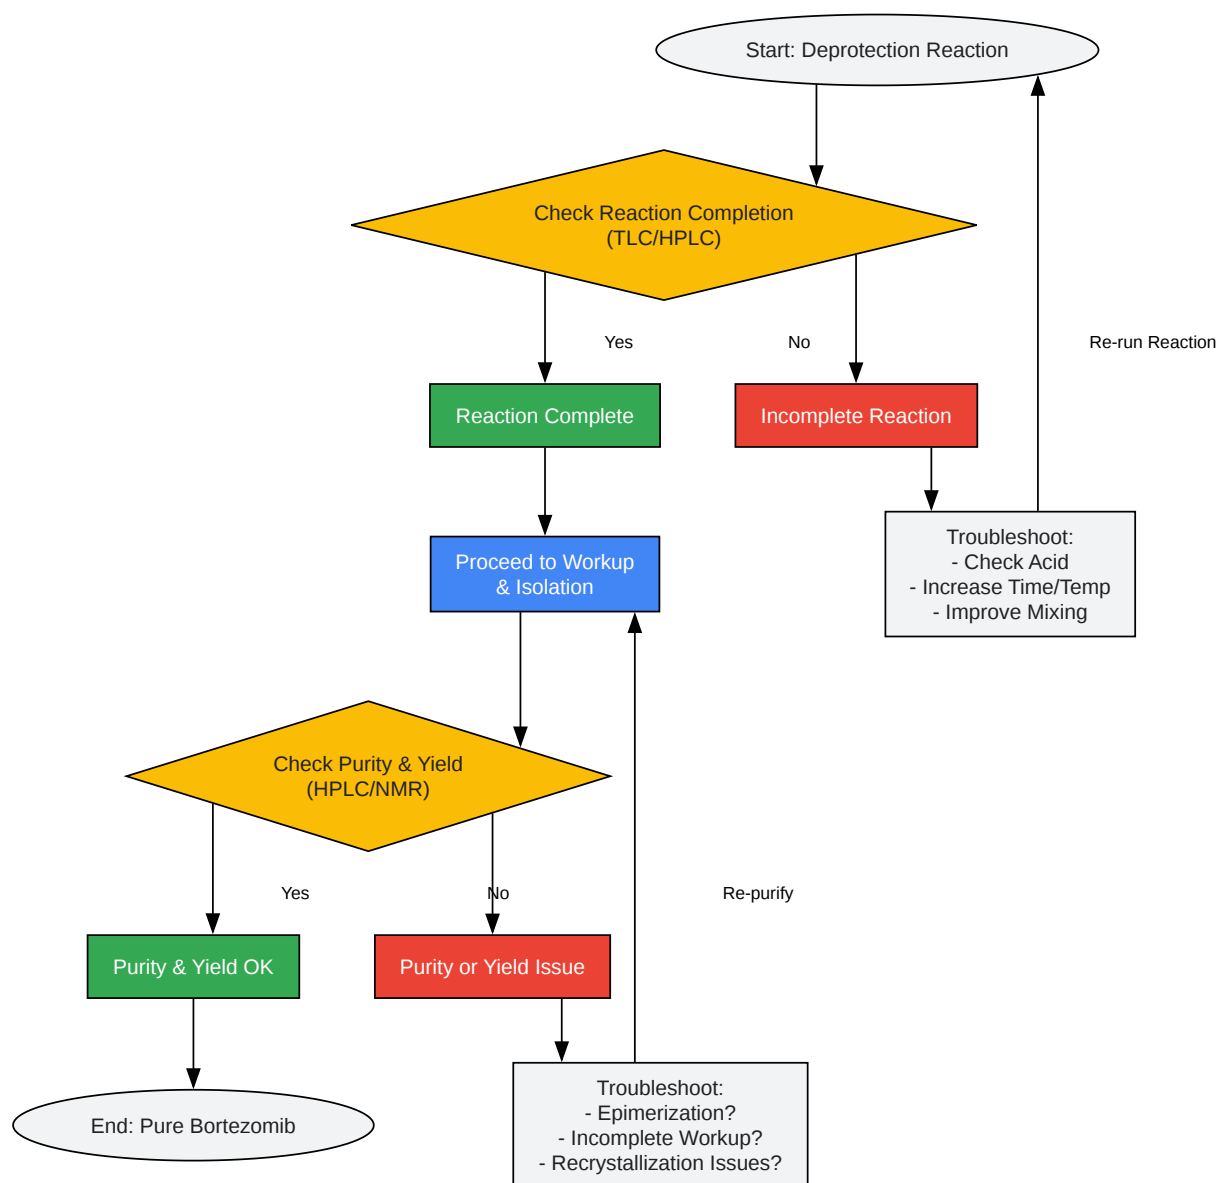 Start: Deprotection Reaction
Check Reaction Completion
(TLC/HPLC)
Yes
No
Re-run Reaction
Reaction Complete
Incomplete Reaction
Troubleshoot:
- Check Acid
- Increase Time/Temp
- Improve Mixing
Proceed to Workup
& Isolation
Check Purity & Yield
(HPLC/NMR)
Yes
No
Re-purify
Purity & Yield OK
Purity or Yield Issue
Troubleshoot:
- Epimerization?
- Incomplete Workup?
- Recrystallization Issues?
End: Pure Bortezomib